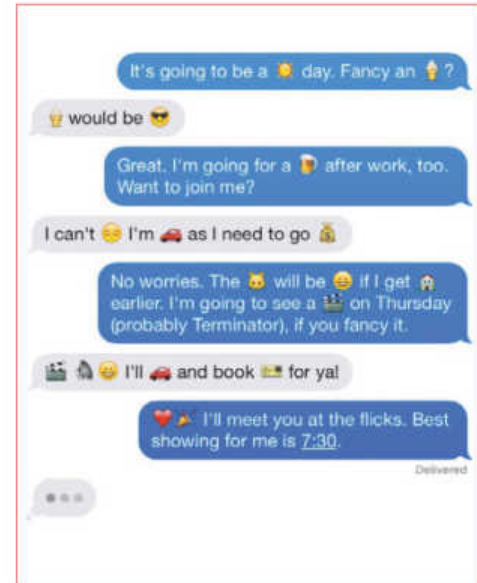 It's going to be a ☀️ day. Fancy an 🍦?
🍦 would be 😎
Great. I'm going for a 🍺 after work, too.
Want to join me?
I can't 😔 I'm 🚗 as I need to go 💰
No worries. The 🐱 will be 😄 if I get 🏠
earlier. I'm going to see a 🎬 on Thursday
(probably Terminator), if you fancy it.
🎬 😄 I'll 🚗 and book 🎫 for ya!
❤️🎉 I'll meet you at the flicks. Best
showing for me is 7:30.
Delivered